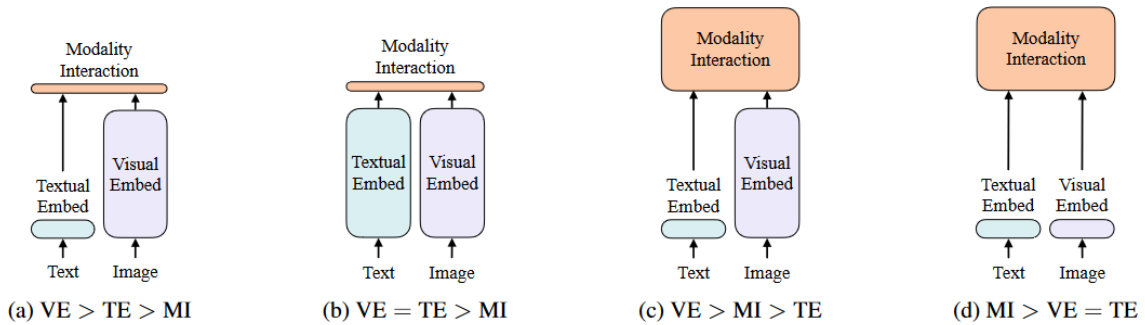 Modality
Interaction
Textual
Embed
Visual
Embed
Text
Image
(a) VE > TE > MI
Modality
Interaction
Textual
Embed
Visual
Embed
Text
Image
(b) VE = TE > MI
Modality
Interaction
Textual
Embed
Visual
Embed
Text
Image
(c) VE > MI > TE
Modality
Interaction
Textual
Embed
Visual
Embed
Text
Image
(d) MI > VE = TE